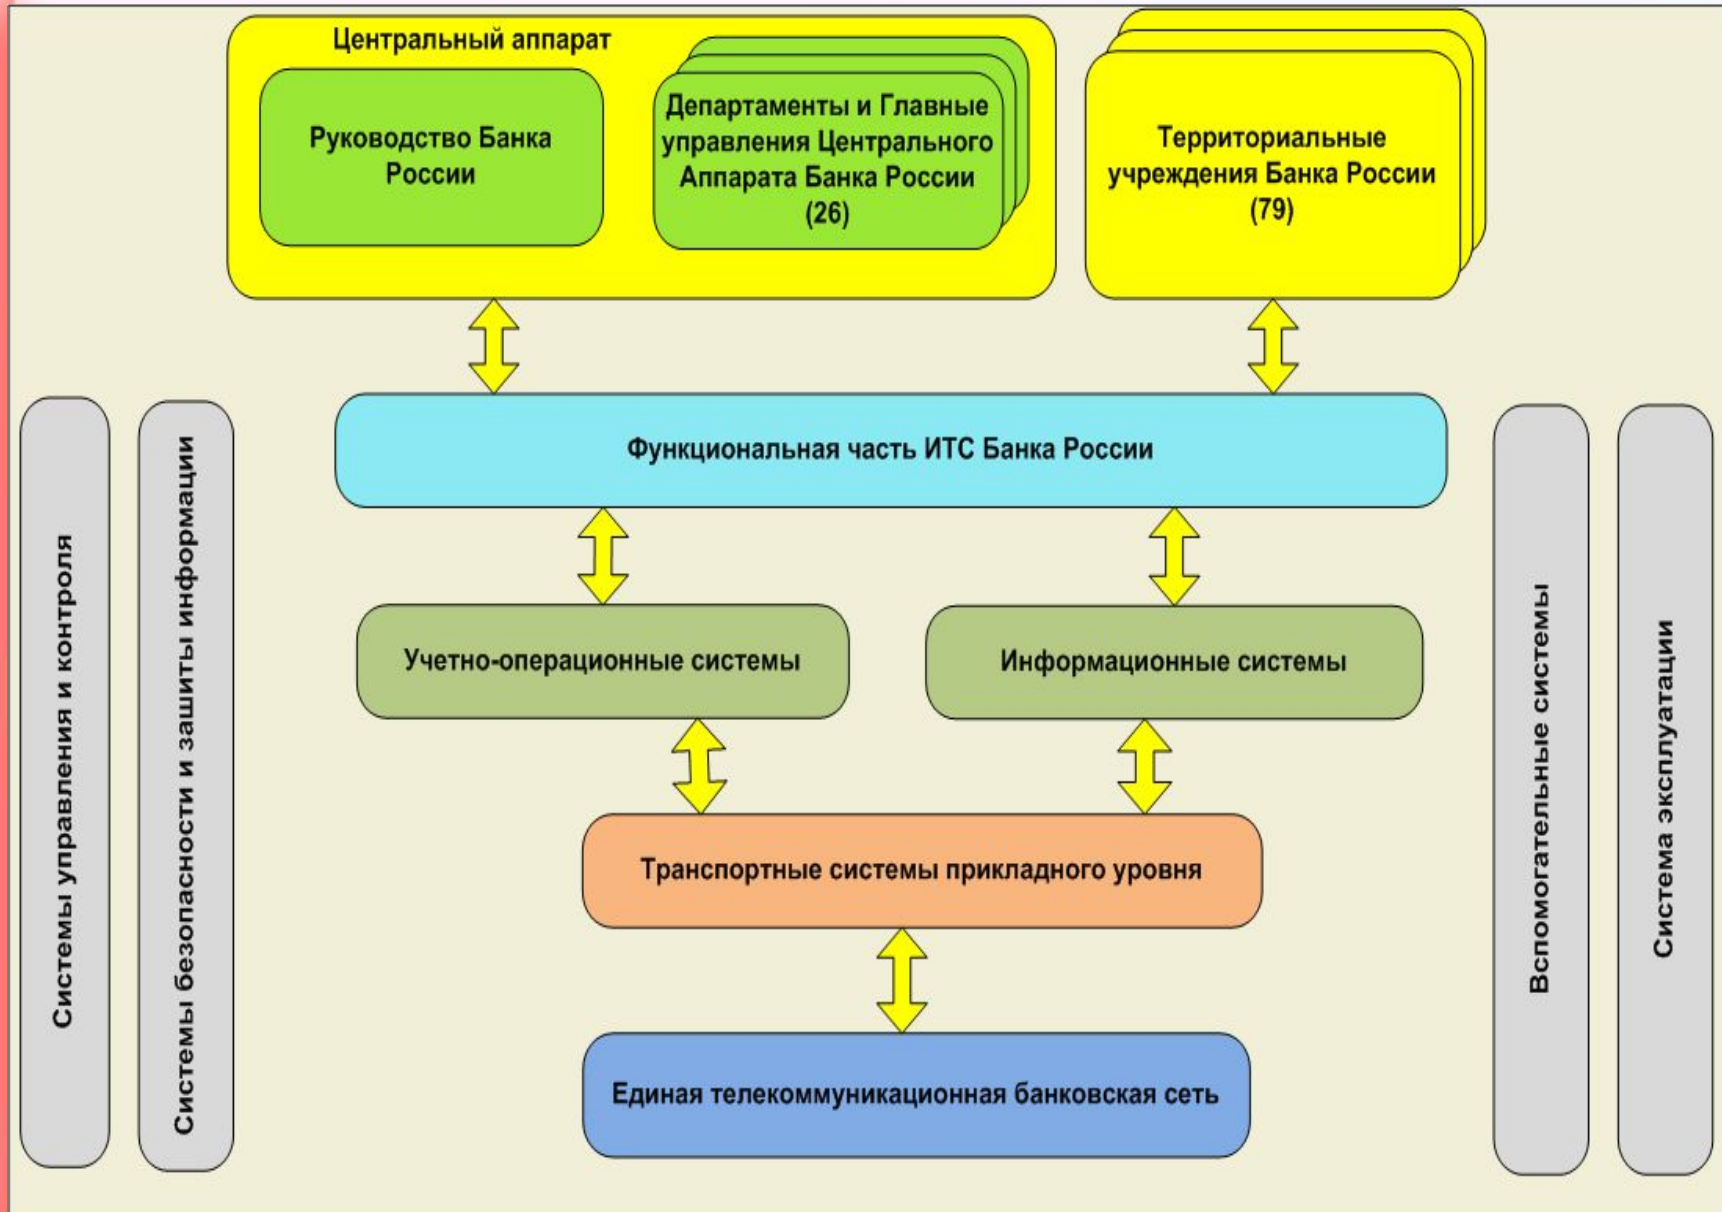 Центральный аппарат
Руководство Банка
России
Департаменты и Главные
управления Центрального
Аппарата Банка России
(26)
Территориальные
учреждения Банка России
(79)
Функциональная часть ИТС Банка России
Учетно-операционные системы
Информационные системы
Транспортные системы прикладного уровня
Единая телекоммуникационная банковская сеть
Системы управления и контроля
Системы безопасности и зашиты информации
Вспомогательные системы
Система эксплуатации